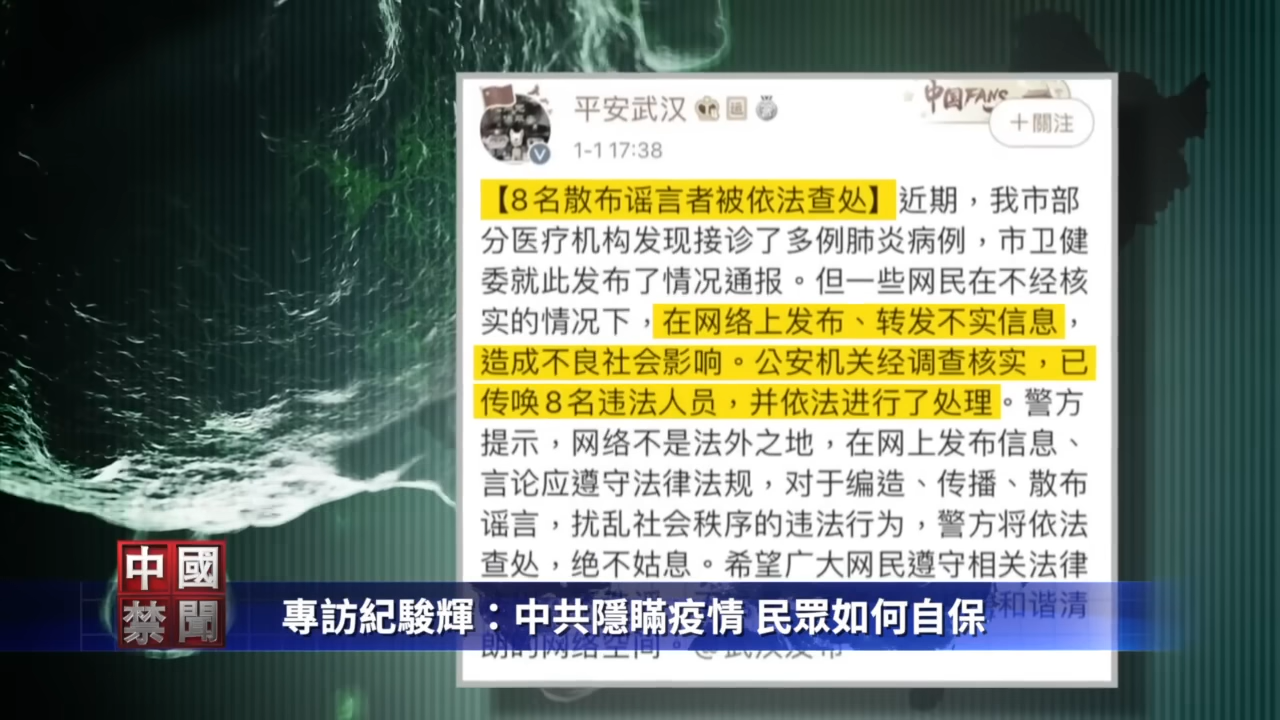 平安武汉
1-1 17:38
中国FANS
＋關注
【8名散布谣言者被依法查处】近期，我市部
分医疗机构发现接诊了多例肺炎病例，市卫健
委就此发布了情况通报。但一些网民在不经核
实的情况下，在网络上发布、转发不实信息，
造成不良社会影响。公安机关经调查核实，已
传唤8名违法人员，并依法进行了处理。警方
提示，网络不是法外之地，在网上发布信息、
言论应遵守法律法规，对于编造、传播、散布
谣言，扰乱社会秩序的违法行为，警方将依法
查处，绝不姑息。希望广大网民遵守相关法律
和谐清
朗的网络空间。@武汉发布
中國
禁聞
專訪紀駿輝：中共隱瞞疫情 民眾如何自保